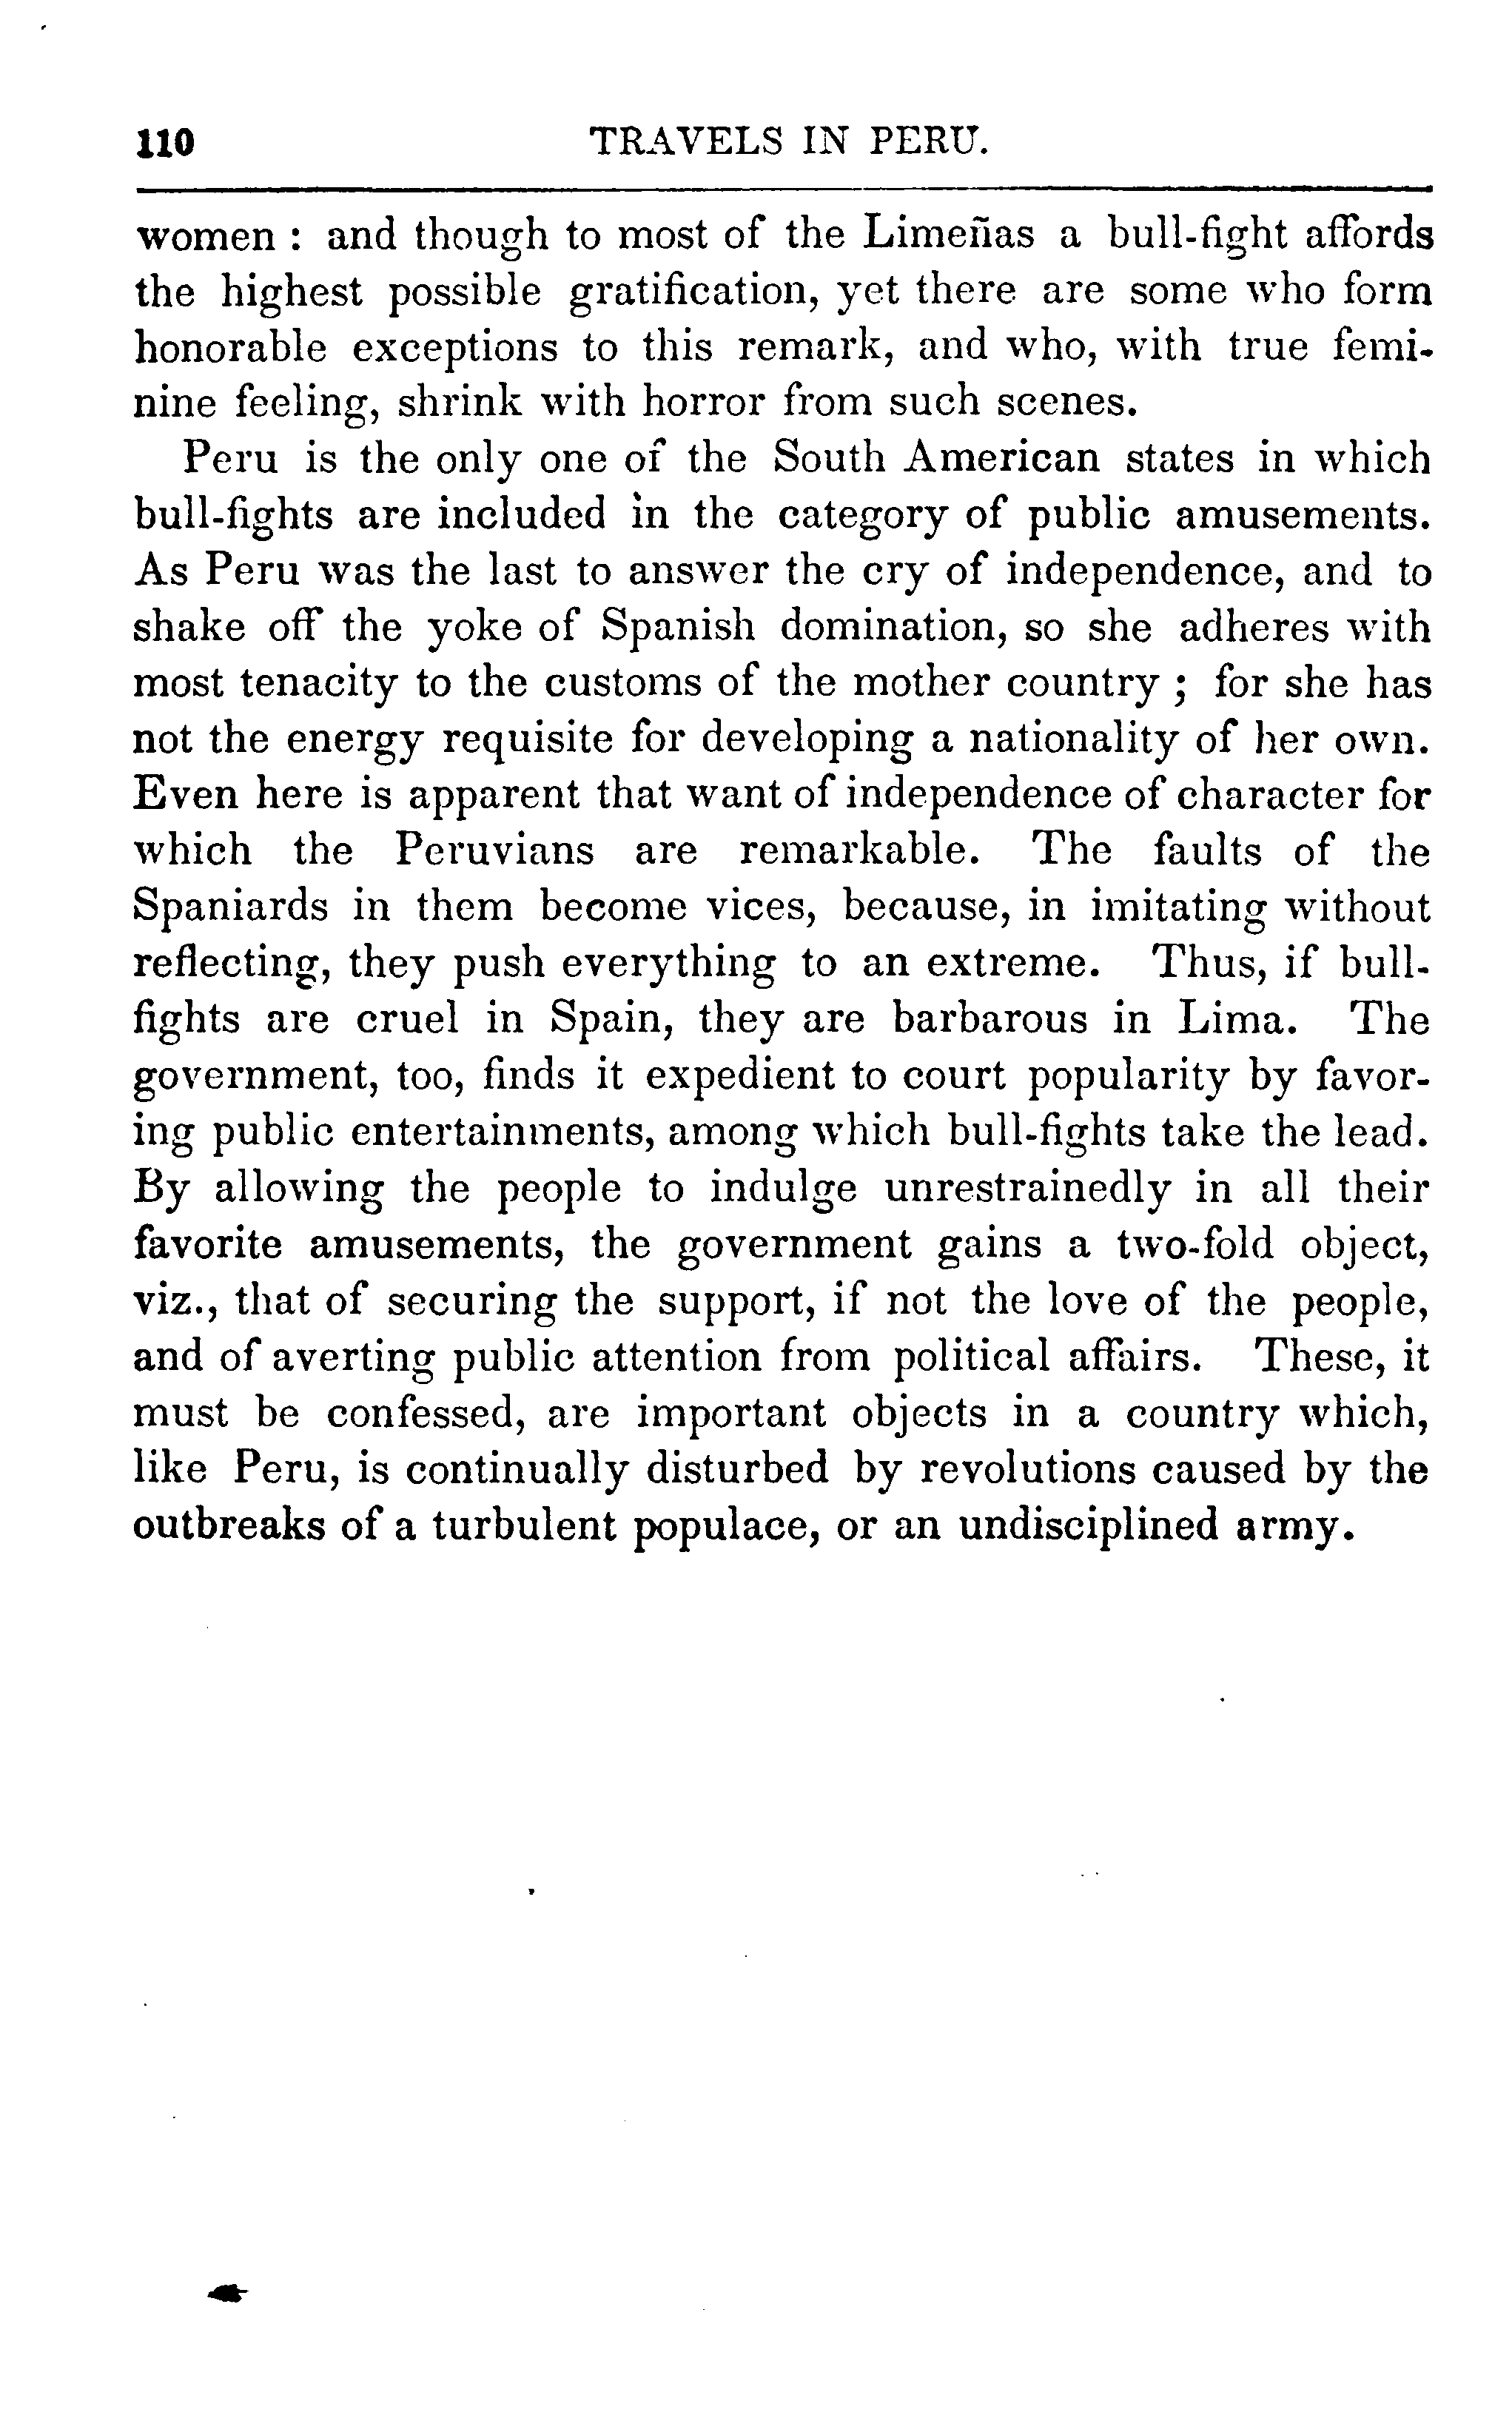 110 TRAVELS IN PERU.
women : and though to most of the Limeñas a bull-fight affords
the highest possible gratification, yet there are some who form
honorable exceptions to this remark, and who, with true femi-
nine feeling, shrink with horror from such scenes.
Peru is the only one of the South American states in which
bull-fights are included in the category of public amusements.
As Peru was the last to answer the cry of independence, and to
shake off the yoke of Spanish domination, so she adheres with
most tenacity to the customs of the mother country ; for she has
not the energy requisite for developing a nationality of her own.
Even here is apparent that want of independence of character for
which the Peruvians are remarkable. The faults of the
Spaniards in them become vices, because, in imitating without
reflecting, they push everything to an extreme. Thus, if bull-
fights are cruel in Spain, they are barbarous in Lima. The
government, too, finds it expedient to court popularity by favor-
ing public entertainments, among which bull-fights take the lead.
By allowing the people to indulge unrestrainedly in all their
favorite amusements, the government gains a two-fold object,
viz., that of securing the support, if not the love of the people,
and of averting public attention from political affairs. These, it
must be confessed, are important objects in a country which,
like Peru, is continually disturbed by revolutions caused by the
outbreaks of a turbulent populace, or an undisciplined army.